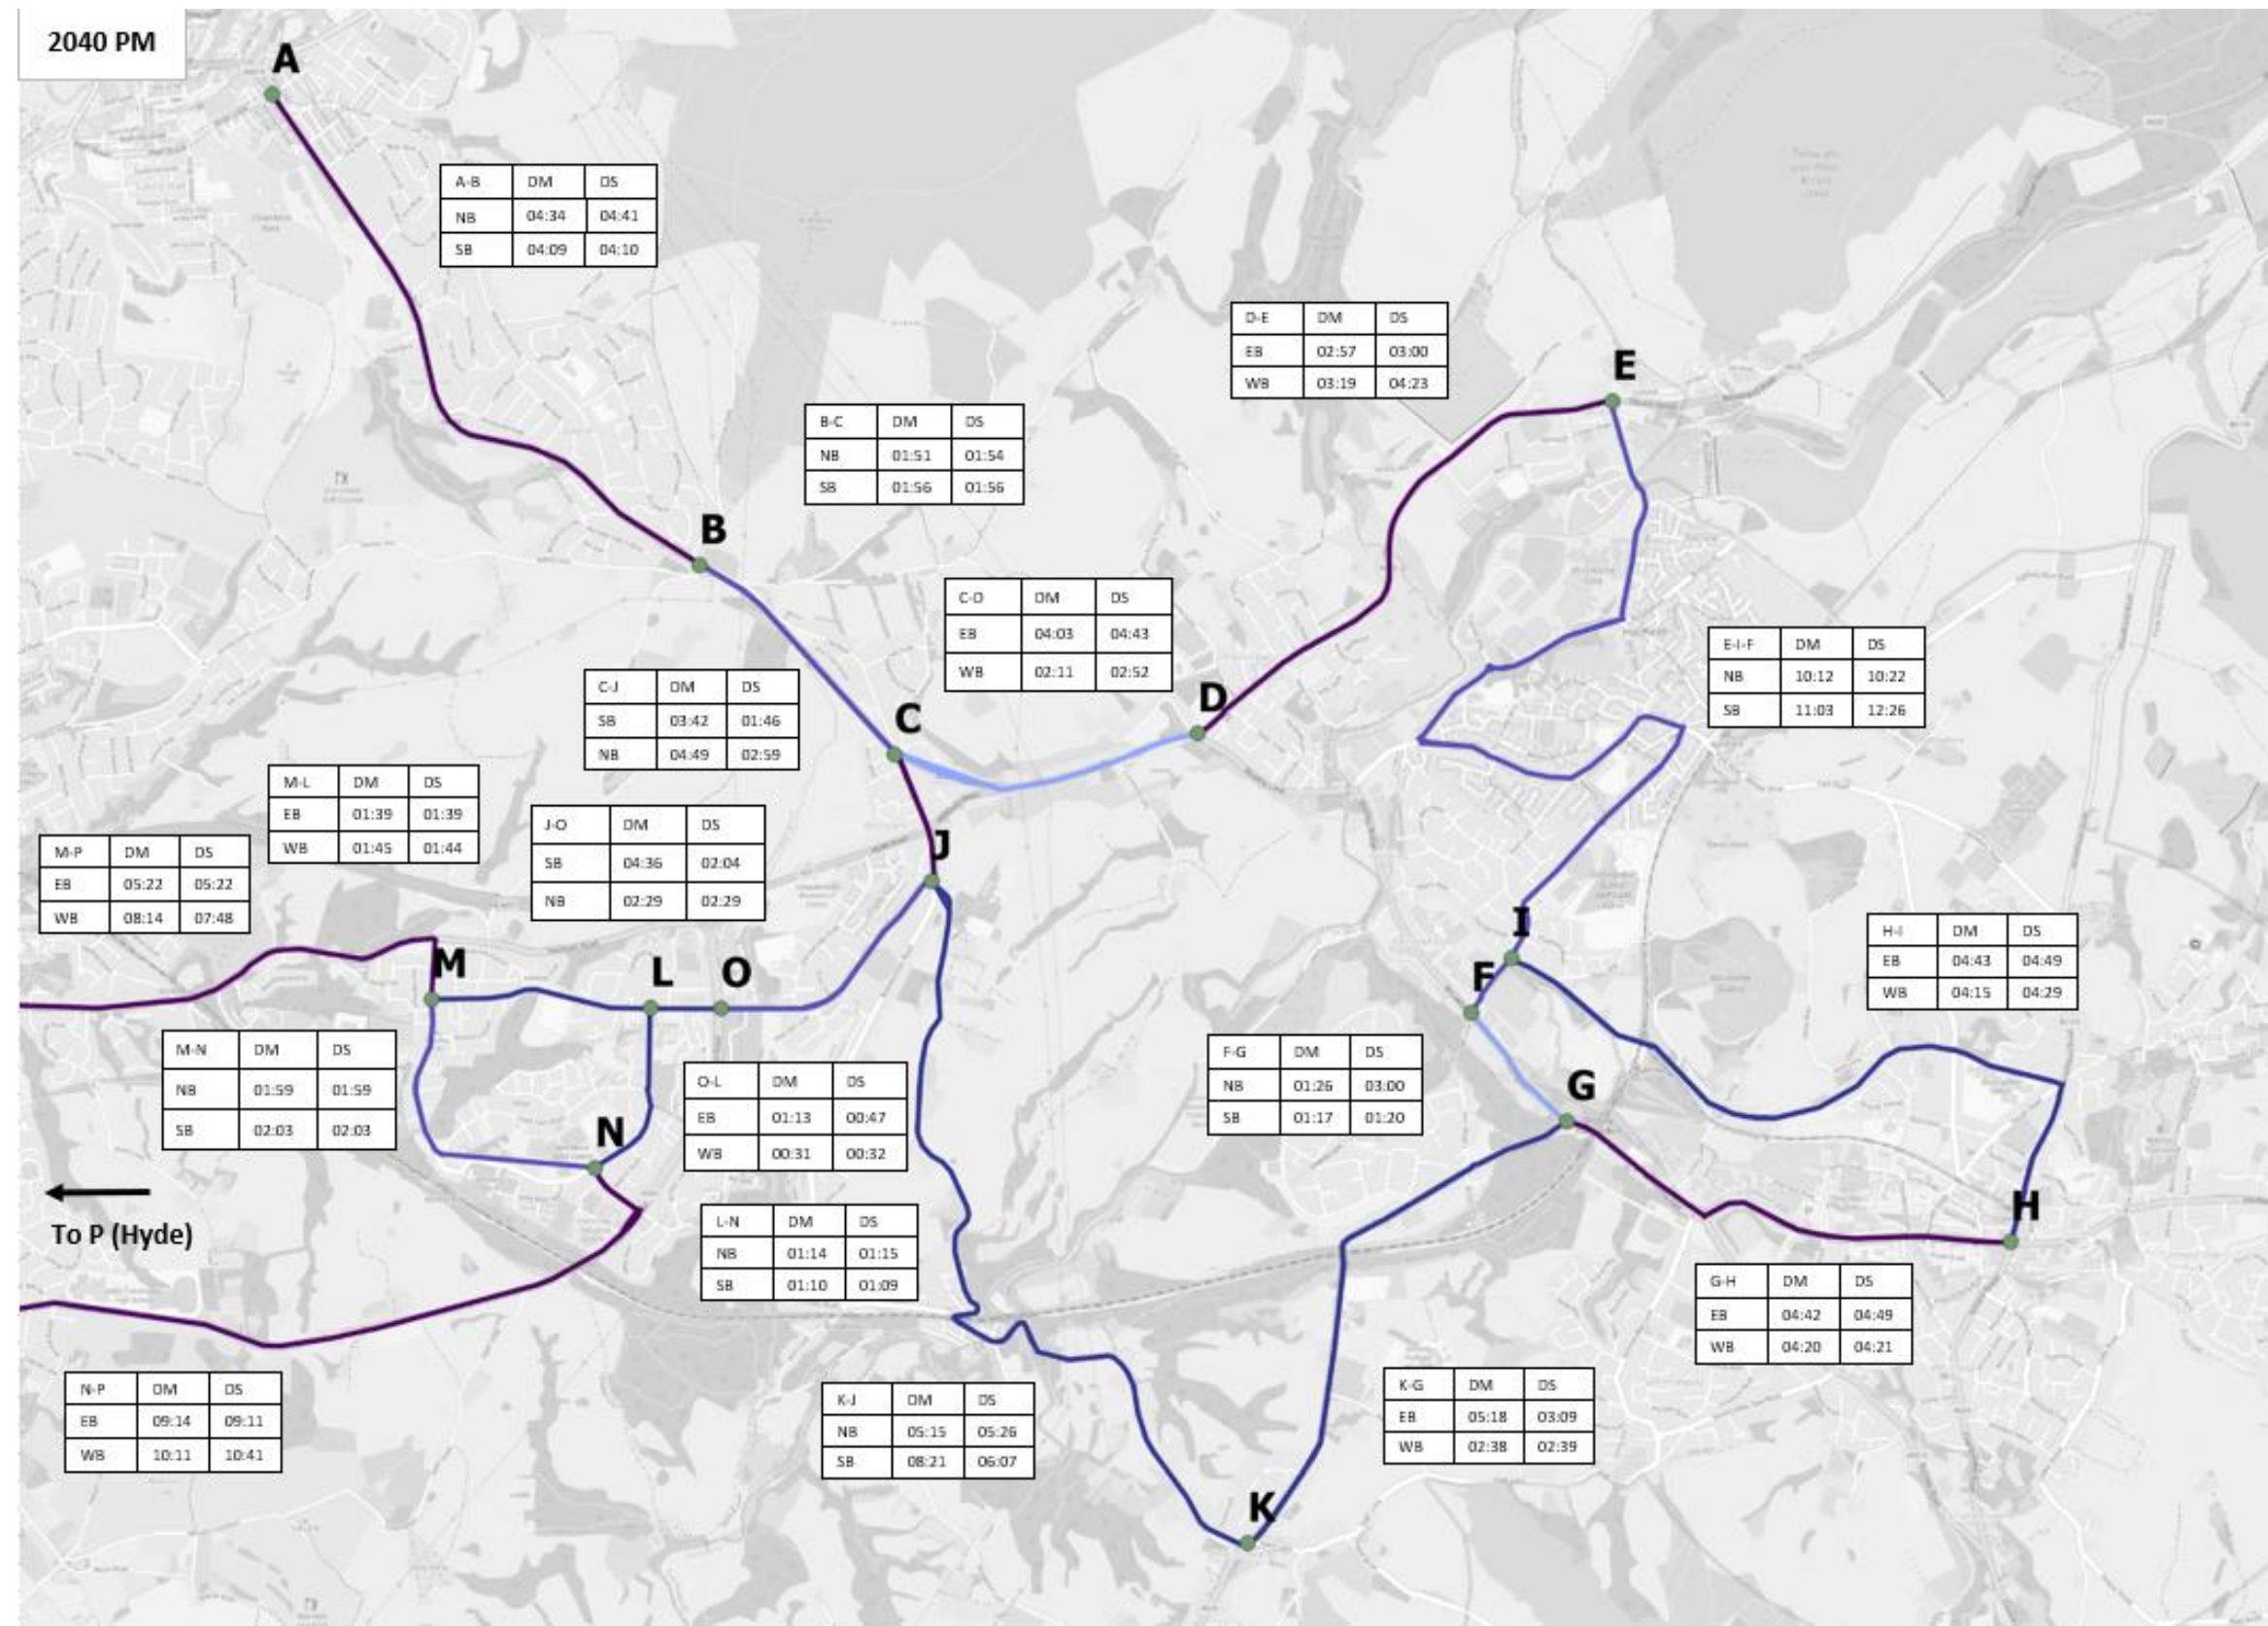 2040 PM
A
A-B DM DS
NB 04:34 04:41
SB 04:09 04:10
D-E DM DS
EB 02:57 03:00
WB 03:19 04:23
E
B-C DM DS
NB 01:51 01:54
SB 01:56 01:56
B
C-D DM DS
EB 04:03 04:43
WB 02:11 02:52
E-I-F DM DS
NB 10:12 10:22
SB 11:03 12:26
C-J DM DS
SB 03:42 01:46
NB 04:49 02:59
D
C
M-L DM DS
EB 01:39 01:39
WB 01:45 01:44
J-O DM DS
SB 04:36 02:04
NB 02:29 02:29
M-P DM DS
EB 05:22 05:22
WB 08:14 07:48
J
I
H-I DM DS
EB 04:43 04:49
WB 04:15 04:29
M
L
O
F
M-N DM DS
NB 01:59 01:59
SB 02:03 02:03
F-G DM DS
NB 01:26 03:00
SB 01:17 01:20
O-L DM DS
EB 01:13 00:47
WB 00:31 00:32
G
N
To P (Hyde)
L-N DM DS
NB 01:14 01:15
SB 01:10 01:09
H
G-H DM DS
EB 04:42 04:49
WB 04:20 04:21
N-P DM DS
EB 09:14 09:11
WB 10:11 10:41
K-J DM DS
NB 05:15 05:26
SB 08:21 06:07
K-G DM DS
EB 05:18 03:09
WB 02:38 02:39
K